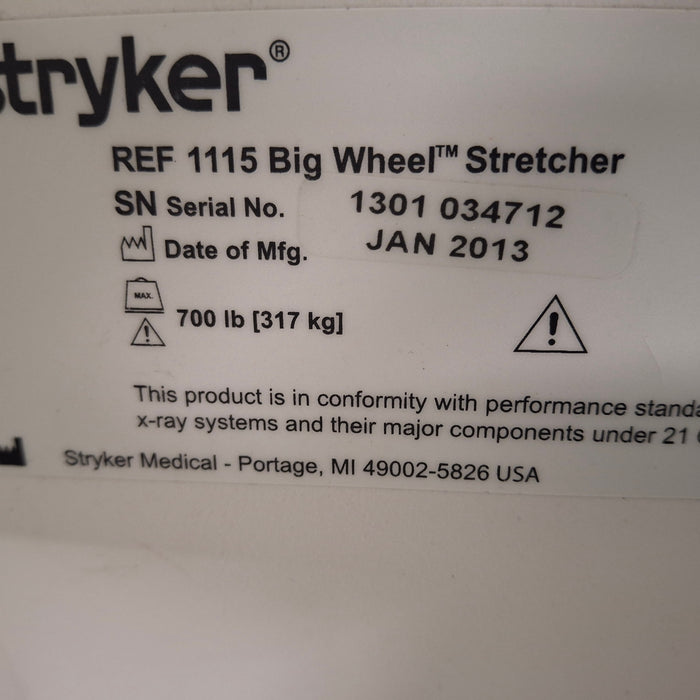 stryker®
REF 1115 Big Wheel™ Stretcher
SN Serial No. 1301 034712
Date of Mfg. JAN 2013
MAX.
700 lb [317 kg]
This product is in conformity with performance
x-ray systems and their major components under 21
Stryker Medical - Portage, MI 49002-5826 USA